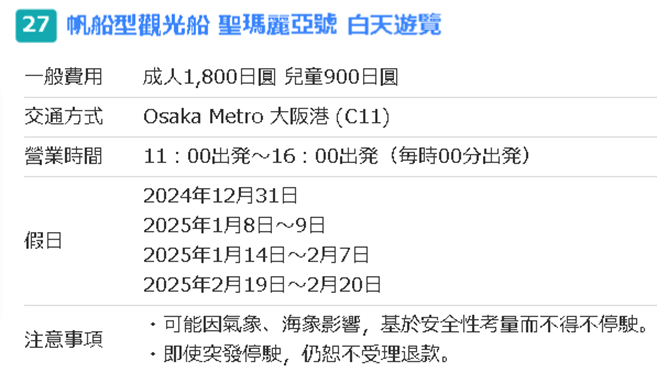 27 帆船型觀光船 聖瑪麗亞號 白天遊覽
一般費用 成人1,800日圓 兒童900日圓
交通方式 Osaka Metro 大阪港 (C11)
營業時間 11：00出発～16：00出発（毎時00分出発）
2024年12月31日
2025年1月8日～9日
假日
2025年1月14日～2月7日
2025年2月19日～2月20日
・可能因氣象、海象影響，基於安全性考量而不得不停駛。
注意事項
・即使突發停駛，仍恕不受理退款。